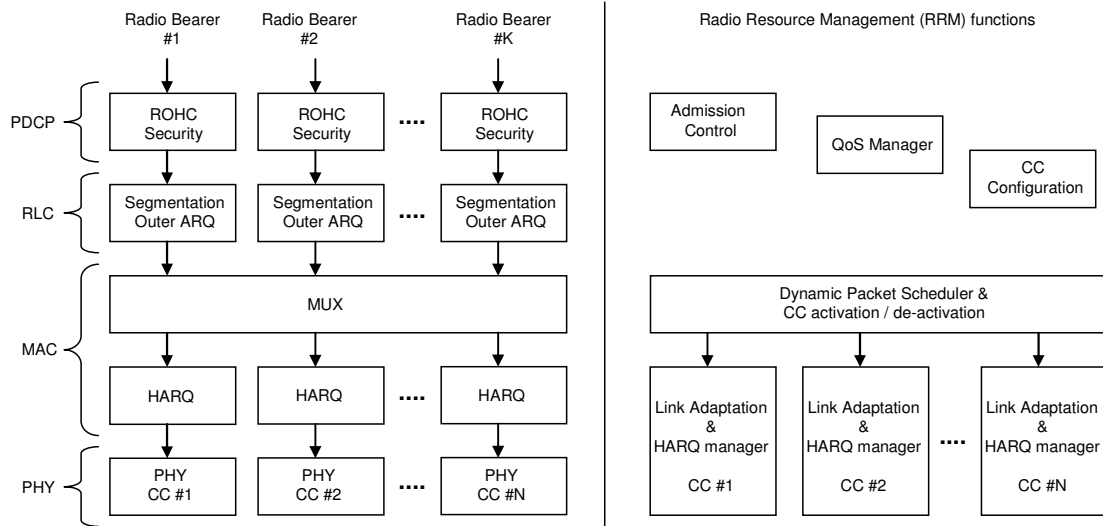 Radio Bearer
#1
Radio Bearer
#2
Radio Bearer
#K
PDCP
ROHC
Security
ROHC
Security
....
ROHC
Security
RLC
Segmentation
Outer ARQ
Segmentation
Outer ARQ
....
Segmentation
Outer ARQ
MAC
MUX
HARQ
HARQ
....
HARQ
PHY
PHY
CC #1
PHY
CC #2
....
PHY
CC #N
Radio Resource Management (RRM) functions
Admission
Control
QoS Manager
CC
Configuration
Dynamic Packet Scheduler &
CC activation / de-activation
Link Adaptation
&
HARQ manager
CC #1
Link Adaptation
&
HARQ manager
CC #2
....
Link Adaptation
&
HARQ manager
CC #N